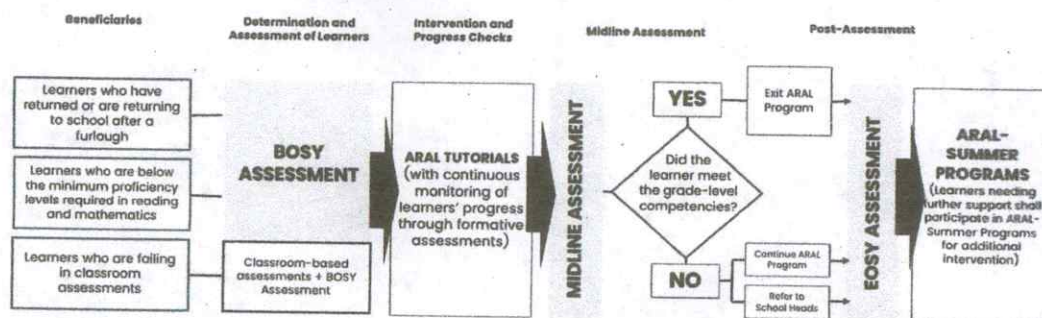 Beneficiaries
Determination and
Assessment of Learners
Intervention and
Progress Checks
Midline Assessment
Post-Assessment
Learners who have
returned or are returning
to school after a
furlough
Learners who are below
the minimum proficiency
levels required in reading
and mathematics
Learners who are failing
in classroom
assessments
BOSY
ASSESSMENT
Classroom-based
assessments + BOSY
Assessment
ARAL TUTORIALS
(with continuous
monitoring of
learners' progress
through formative
assessments)
MIDLINE ASSESSMENT
YES
Exit ARAL
Program
Did the
learner meet
the grade-level
competencies?
NO
Continue ARAL
Program
Refer to
School Heads
EOSY ASSESSMENT
ARAL-
SUMMER
PROGRAMS
(Learners needing
further support shall
participate in ARAL-
Summer Programs
for additional
intervention)